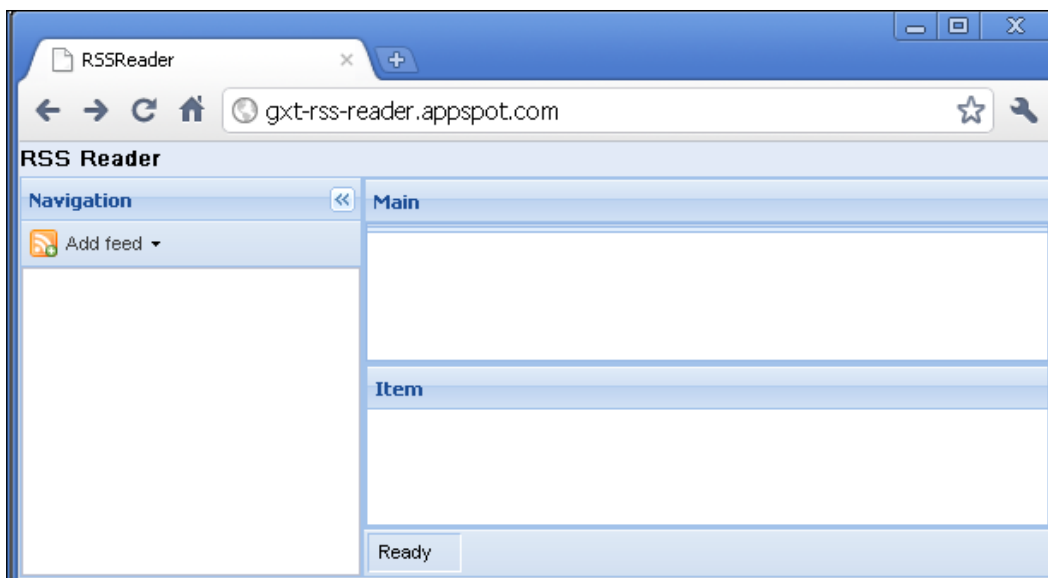 RSSReader
gxt-rss-reader.appspot.com
RSS Reader
Navigation
Add feed
Main
Item
Ready